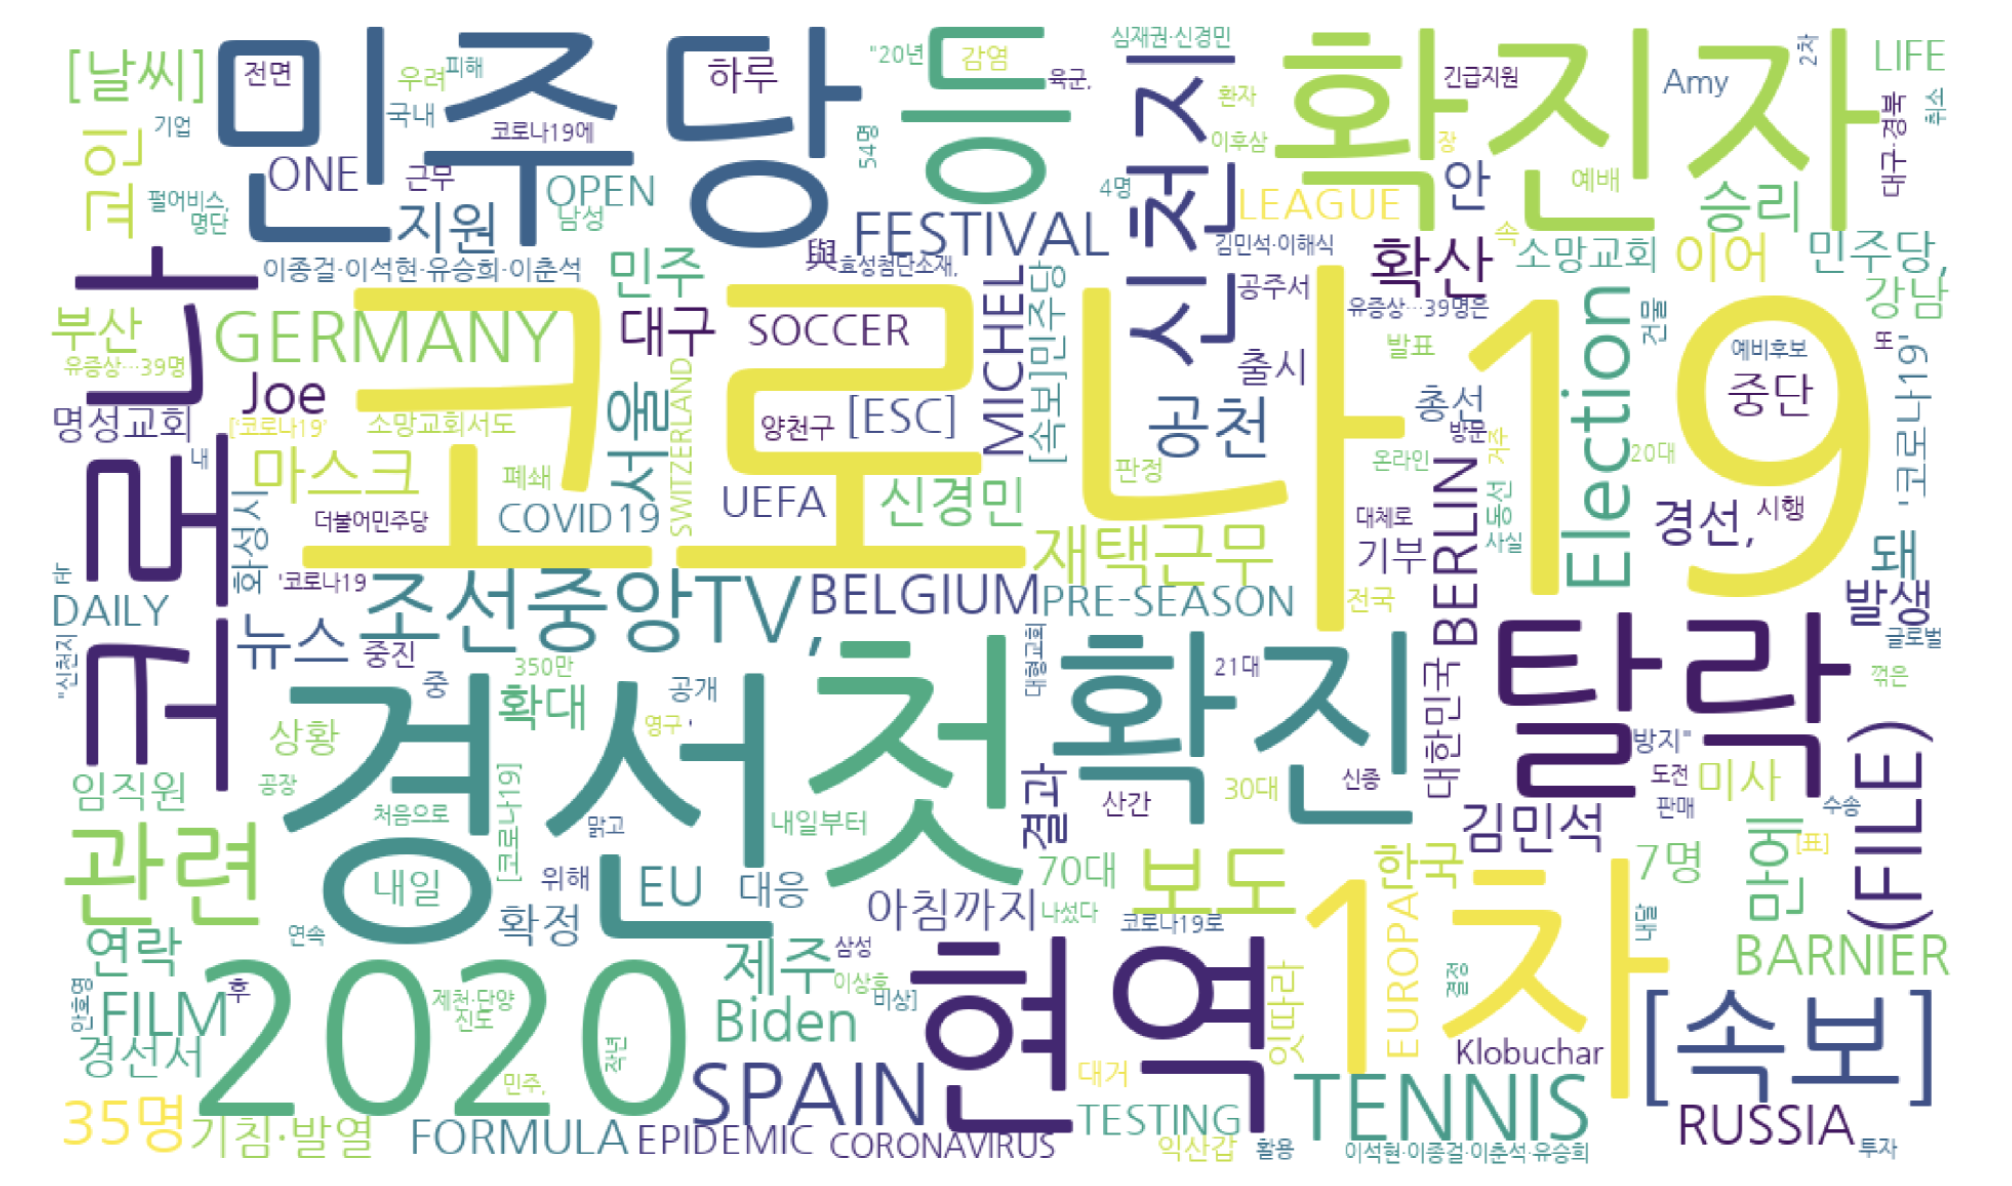 [날씨]
전면
민주당
하루
등
"20년
감염
심재권·신경민
육군,
확진자
긴급지원
Amy
2차
LIFE
대구·경북
취소
기업
격인
우려
피해
국내
코로나19에
54명
신천지
환자
이후삼
장
예배
안
승리
펄어비스,
명단
ONE
근무
지원
OPEN
남성
FESTIVAL
4명
LEAGUE
김민석·이해식
속
확산
소망교회
이어
민주당,
강남
코로나
이종걸·이석현·유승희·이춘석
민주
與
효성첨단소재,
공주서
유증상…39명은
건물
부산
유증상…39명
GERMANY
코로나19
대구
SOCCER
MICHEL
[속보]민주당
출시
발표
예비후보
또
Joe
명성교회
['코로나19'
소망교회서도
서울
SWITZERLAND
양천구
[ESC]
공천
총선
방문
Election
중단
'코로나19'
내
마스크
폐쇄
COVID19
UEFA
신경민
판정
온라인
거주
20대
더불어민주당
화성시
재택근무
대체로
기부
BERLIN
동선
사실
경선,
시행
돼
DAILY
'코로나19
조선중앙TV,
BELGIUM
PRE-SEASON
전국
발생
글로벌
"신천지
뉴스
중진
중
350만
확대
공개
영구
'
첫
대형교회
확진
21대
대한민국
탈락
꺾은
방지"
상황
경선
임직원
공장
처음으로
[코로나19]
맑고
내일부터
결과
산간
30대
신종
김민석
도전
판매
미사
수송
(FILE)
관련
내일
위해
EU
대응
70대
보도
한국
7명
만에
[표]
연락
연속
확정
아침까지
나섰다
코로나19로
1차
내달
BARNIER
안호영
FILM
후
2020
제천·단양
진도
제주
삼성
이상훈
비상]
현역
잇따라
EUROPA
결정
[속보]
경선서
작년
민주,
Biden
SPAIN
대거
Klobuchar
35명
기침·발열
FORMULA
EPIDEMIC
CORONAVIRUS
TESTING
익산갑
활용
TENNIS
이석현·이종걸·이춘석·유승희
RUSSIA
투자